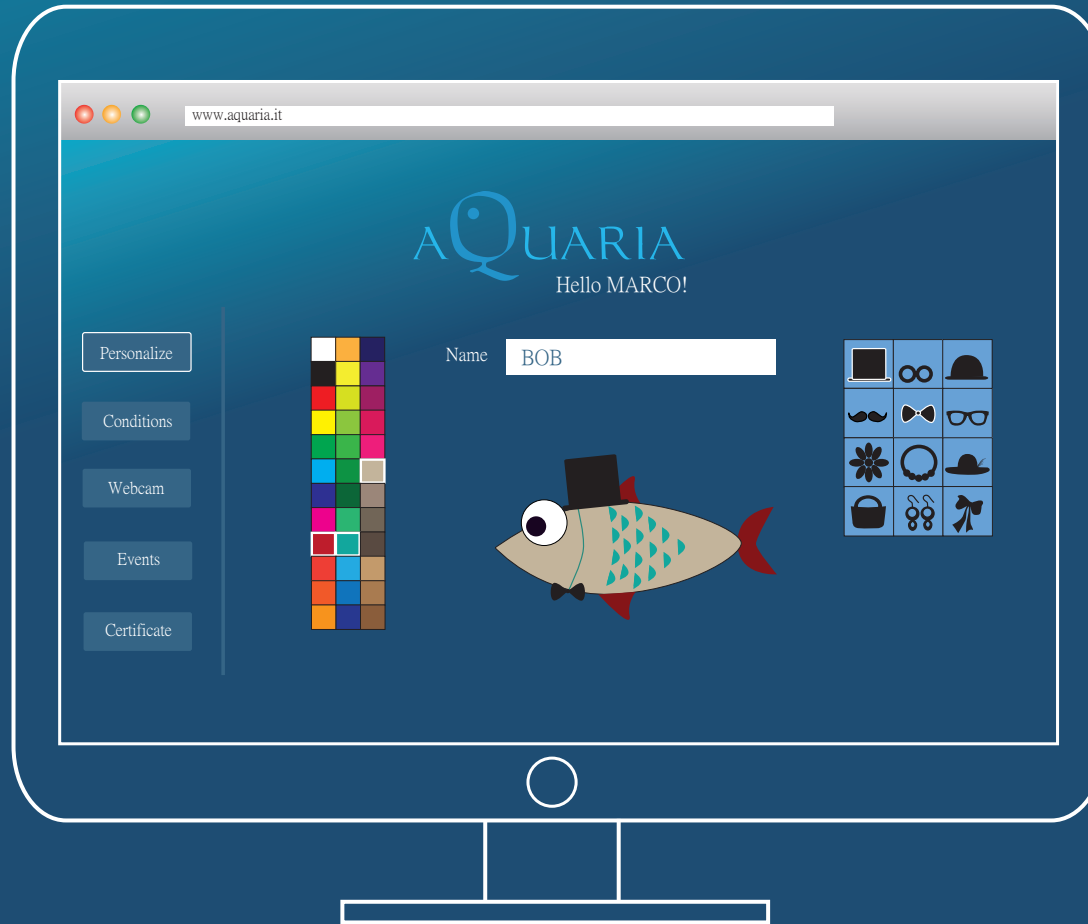 www.aquaria.it
AQUARIA
Hello MARCO!
Personalize
Name
BOB
Conditions
Webcam
Events
Certificate